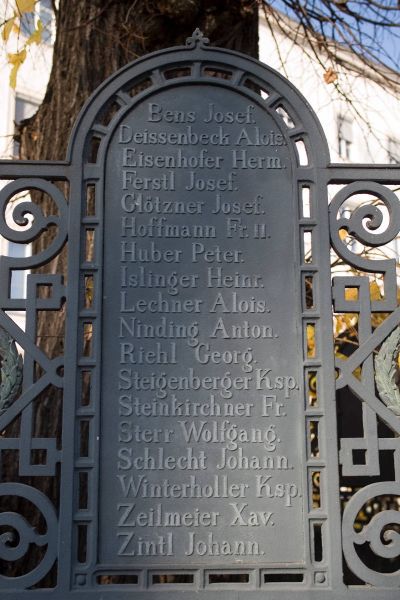 Bens Josef.
Deissenbeck Alois.
Eisenhofer Herm.
Ferstl Josef.
Glötzner Josef.
Hoffmann Fr. II.
Huber Peter.
Islinger Heinr.
Lechner Alois.
Ninding Anton.
Riehl Georg.
Steigenberger Ksp.
Steinkirchner Fr.
Sterr Wolfgang.
Schlecht Johann.
Winterholler Ksp.
Zeilmeier Xav.
Zintl Johann.